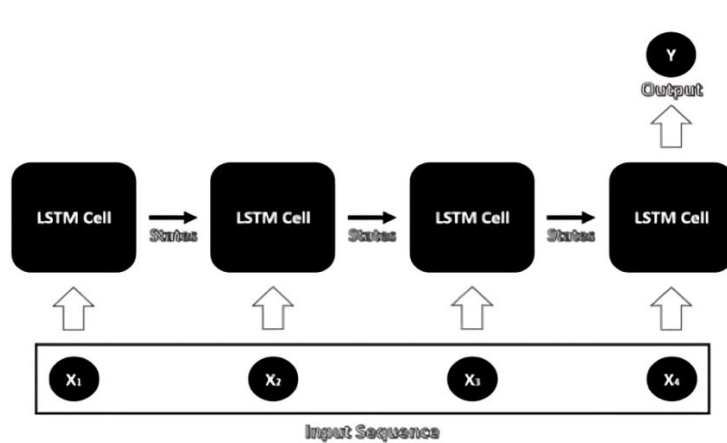 Y
Output
LSTM Cell
States
LSTM Cell
States
LSTM Cell
States
LSTM Cell
X₁
X₂
X₃
X₄
Input Sequence